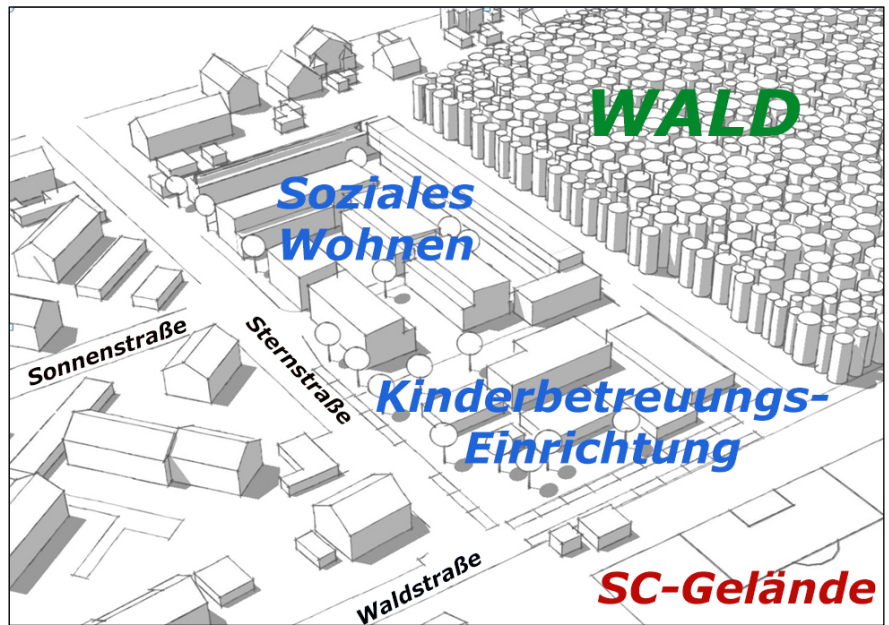 WALD
Soziales
Wohnen
Sonnenstraße
Sternstraße
Kinderbetreuungs-
Einrichtung
Waldstraße
SC-Gelände